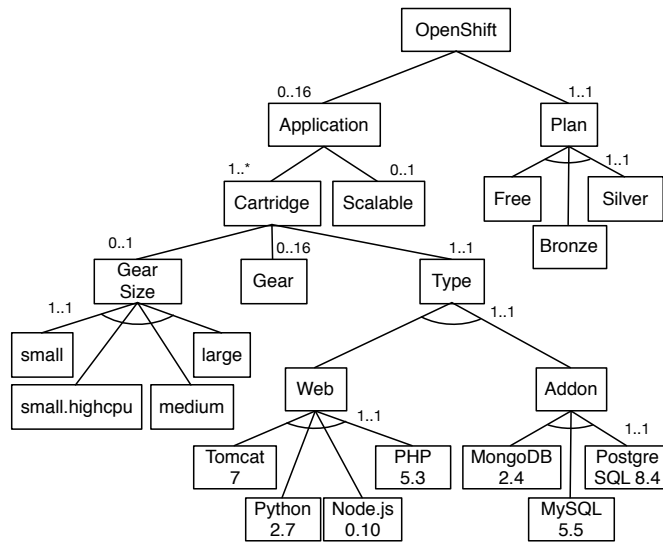 OpenShift
0..16
1..1
Application
Plan
1..*
0..1
1..1
Cartridge
Scalable
Free
Silver
Bronze
0..1
0..16
1..1
Gear
Size
Gear
Type
1..1
1..1
small
large
small.highcpu
medium
Web
Addon
1..1
1..1
Tomcat
7
PHP
5.3
MongoDB
2.4
Postgre
SQL 8.4
Python
2.7
Node.js
0.10
MySQL
5.5